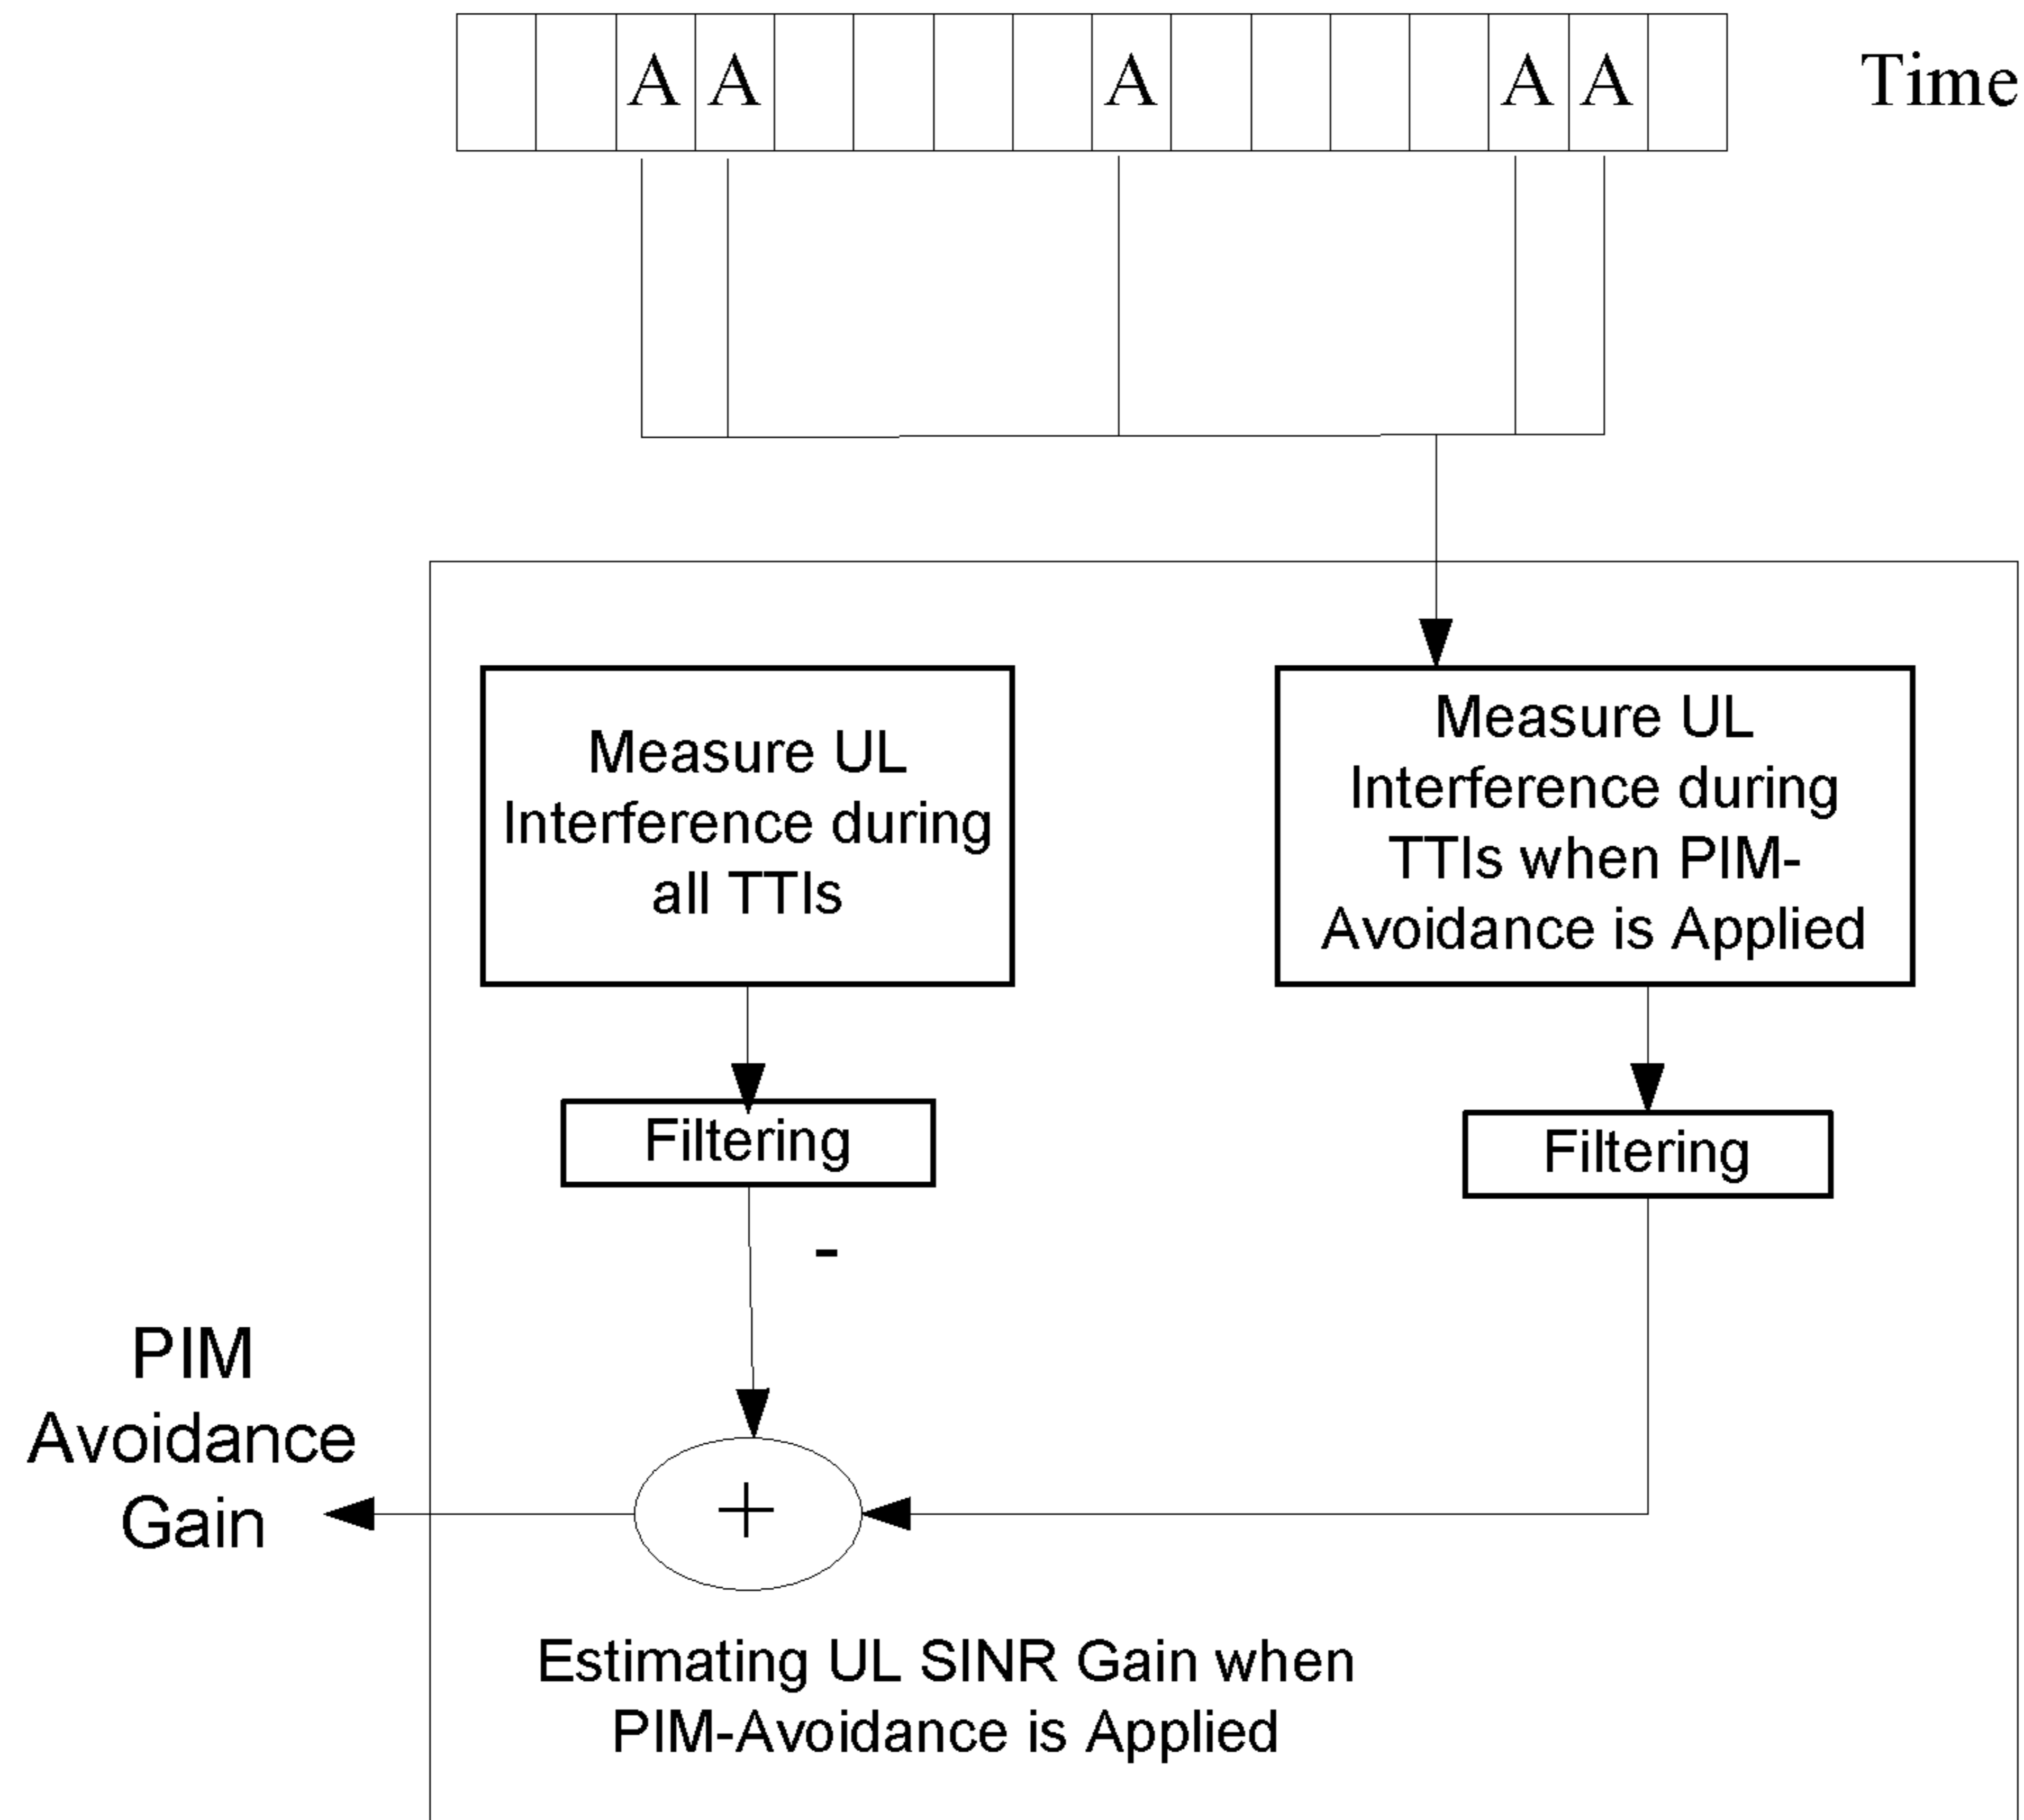 A A A A A Time
Measure UL
Interference during
all TTIs
Measure UL
Interference during
TTIs when PIM-
Avoidance is Applied
Filtering
Filtering
-
PIM
Avoidance
Gain
+
Estimating UL SINR Gain when
PIM-Avoidance is Applied